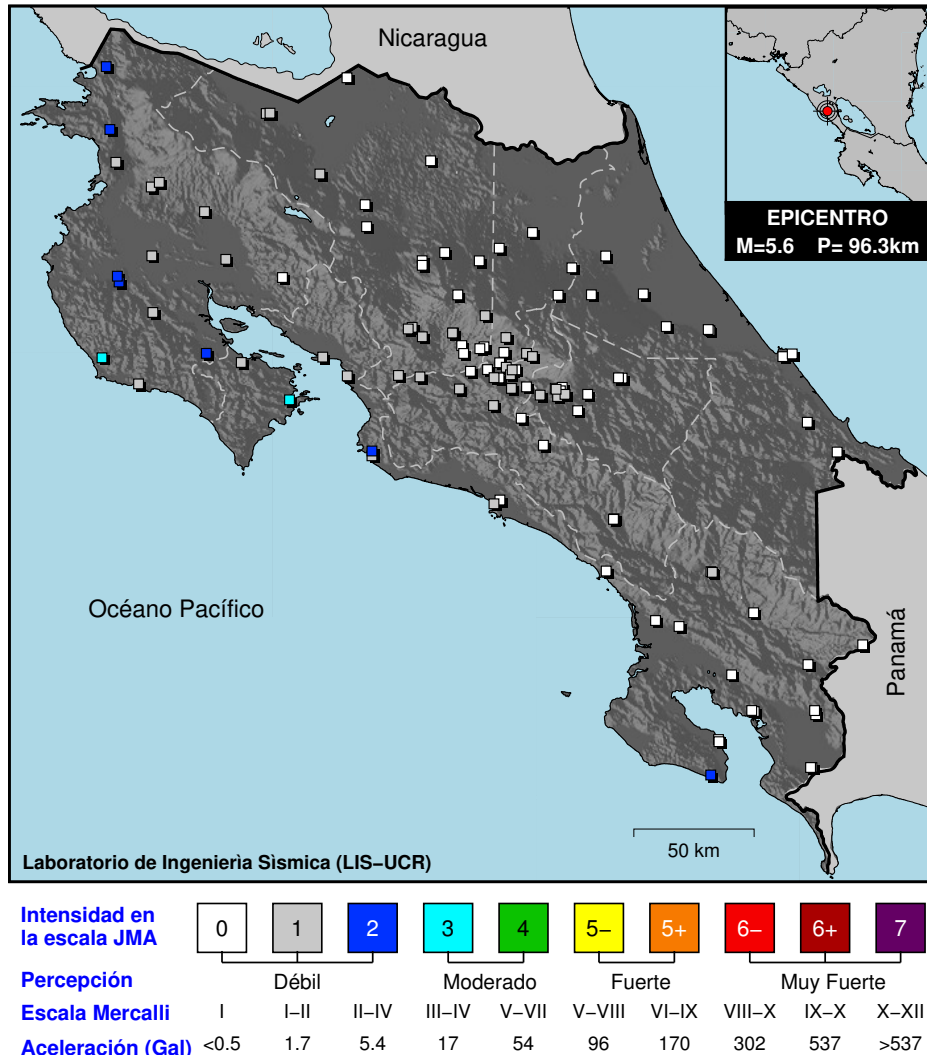 Nicaragua
EPICENTRO
M=5.6 P= 96.3km
Océano Pacífico
Panamá
50 km
Laboratorio de Ingenierìa Sìsmica (LIS–UCR)
Intensidad en
la escala JMA
0 1 2 3 4 5− 5+ 6− 6+ 7
Percepción Débil Moderado Fuerte Muy Fuerte
Escala Mercalli I I−II II−IV III−IV V−VII V−VIII VI−IX VIII−X IX−X X−XII
Aceleración (Gal) <0.5 1.7 5.4 17 54 96 170 302 537 >537